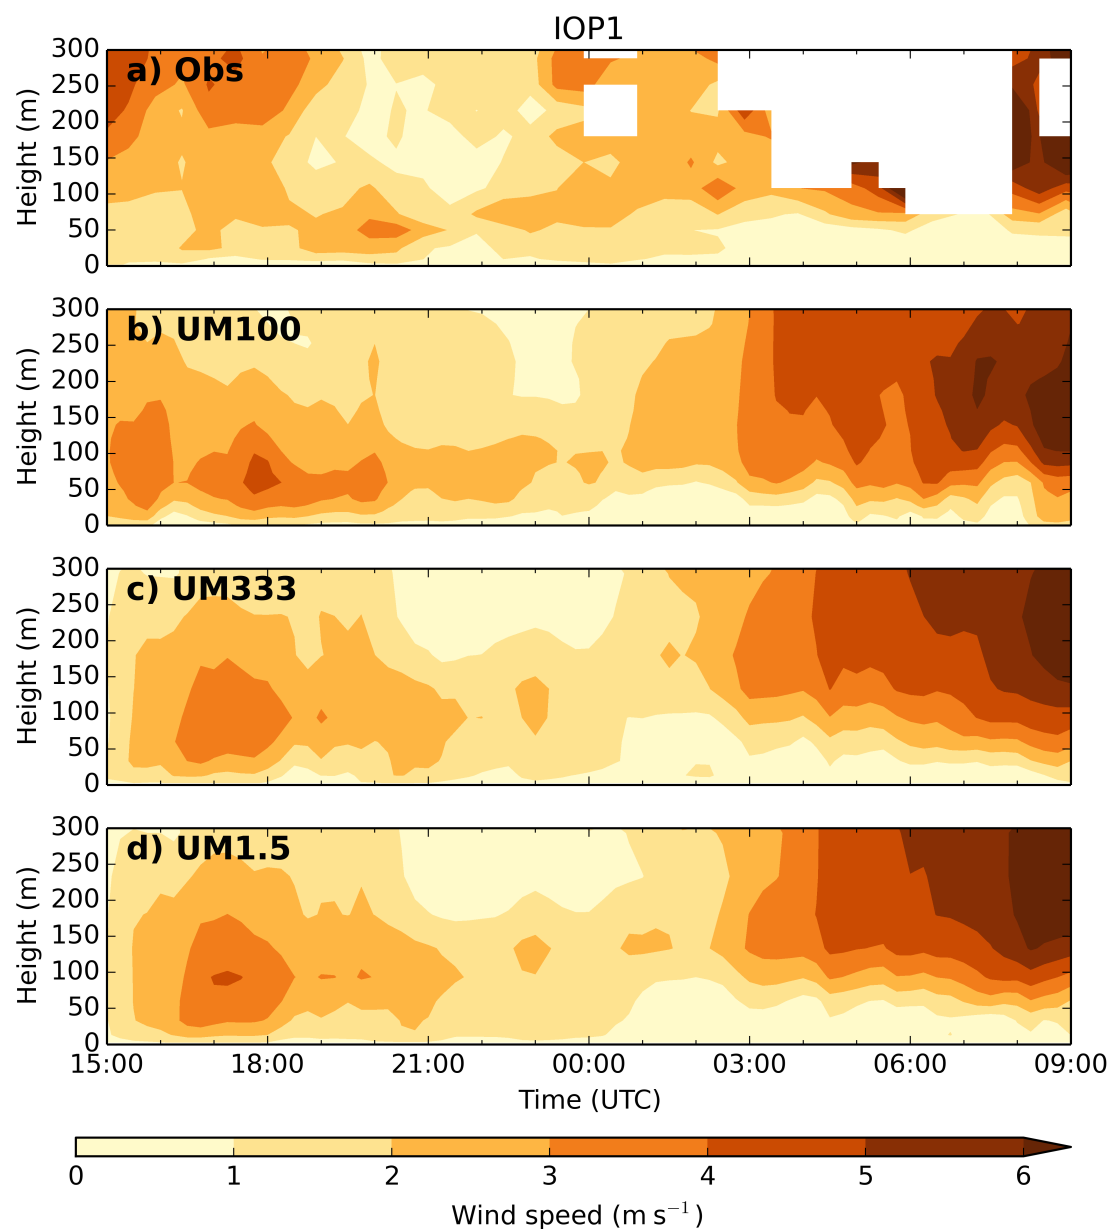 IOP1
a) Obs
300
250
200
150
100
50
0
Height (m)
b) UM100
300
250
200
150
100
50
0
Height (m)
c) UM333
300
250
200
150
100
50
0
Height (m)
d) UM1.5
300
250
200
150
100
50
0
Height (m)
15:00 18:00 21:00 00:00 03:00 06:00 09:00
Time (UTC)
0 1 2 3 4 5 6
Wind speed (m s⁻¹)